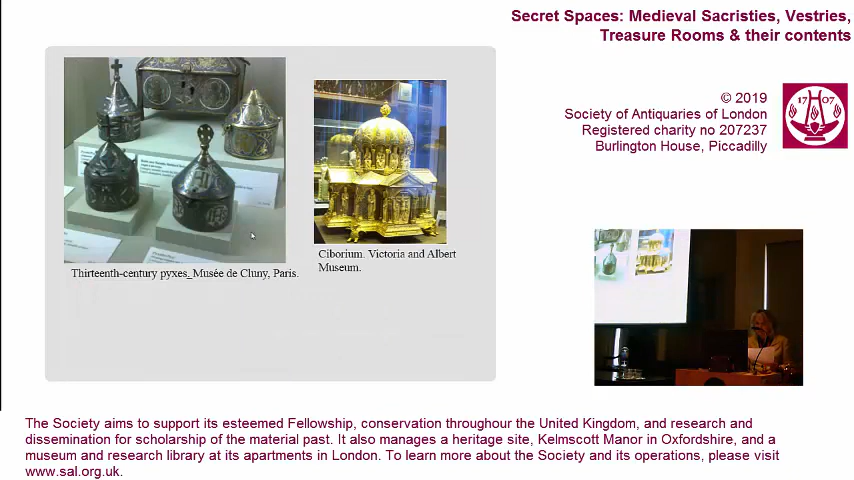 Secret Spaces: Medieval Sacristies, Vestries,
Treasure Rooms & their contents
© 2019
Society of Antiquaries of London
Registered charity no 207237
Burlington House, Piccadilly
17 07
Ciborium. Victoria and Albert
Museum.
Thirteenth-century pyxes_Musée de Cluny, Paris.
The Society aims to support its esteemed Fellowship, conservation throughour the United Kingdom, and research and
dissemination for scholarship of the material past. It also manages a heritage site, Kelmscott Manor in Oxfordshire, and a
museum and research library at its apartments in London. To learn more about the Society and its operations, please visit
www.sal.org.uk.